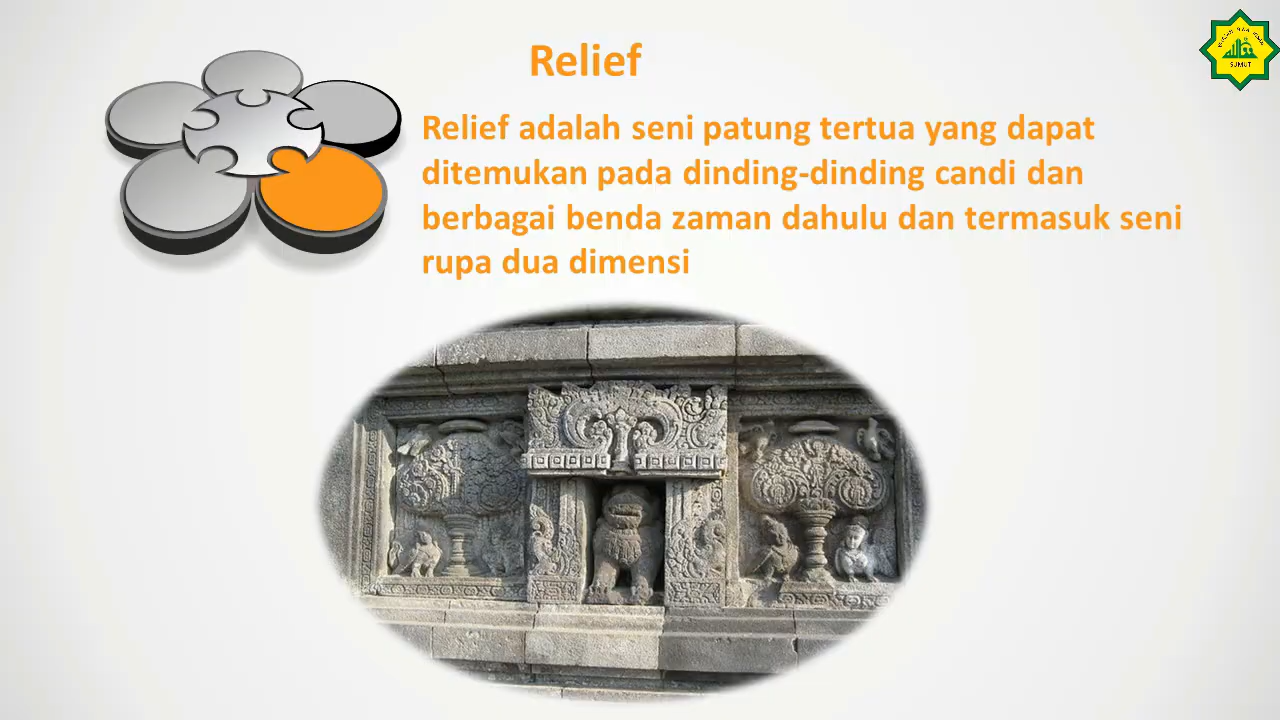 Relief
Relief adalah seni patung tertua yang dapat
ditemukan pada dinding-dinding candi dan
berbagai benda zaman dahulu dan termasuk seni
rupa dua dimensi
SUMUT